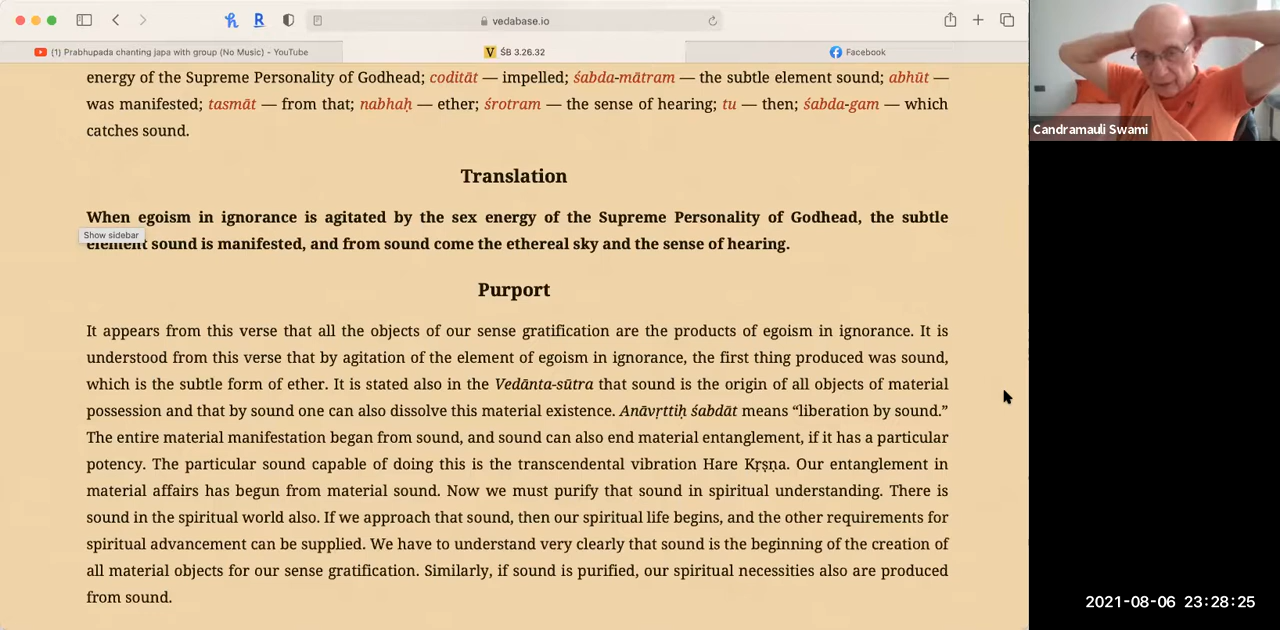 vedabase.io
(1) Prabhupada chanting japa with group (No Music) - YouTube
ŚB 3.26.32
Facebook
energy of the Supreme Personality of Godhead; coditāt — impelled; śabda-mātram — the subtle element sound; abhūt —
was manifested; tasmāt — from that; nabhaḥ — ether; śrotram — the sense of hearing; tu — then; śabda-gam — which
catches sound.
Translation
When egoism in ignorance is agitated by the sex energy of the Supreme Personality of Godhead, the subtle
Show sidebar
element sound is manifested, and from sound come the ethereal sky and the sense of hearing.
Purport
It appears from this verse that all the objects of our sense gratification are the products of egoism in ignorance. It is
understood from this verse that by agitation of the element of egoism in ignorance, the first thing produced was sound,
which is the subtle form of ether. It is stated also in the Vedānta-sūtra that sound is the origin of all objects of material
possession and that by sound one can also dissolve this material existence. Anāvṛttiḥ śabdāt means “liberation by sound.”
The entire material manifestation began from sound, and sound can also end material entanglement, if it has a particular
potency. The particular sound capable of doing this is the transcendental vibration Hare Kṛṣṇa. Our entanglement in
material affairs has begun from material sound. Now we must purify that sound in spiritual understanding. There is
sound in the spiritual world also. If we approach that sound, then our spiritual life begins, and the other requirements for
spiritual advancement can be supplied. We have to understand very clearly that sound is the beginning of the creation of
all material objects for our sense gratification. Similarly, if sound is purified, our spiritual necessities also are produced
from sound.
Candramauli Swami
2021-08-06 23:28:25